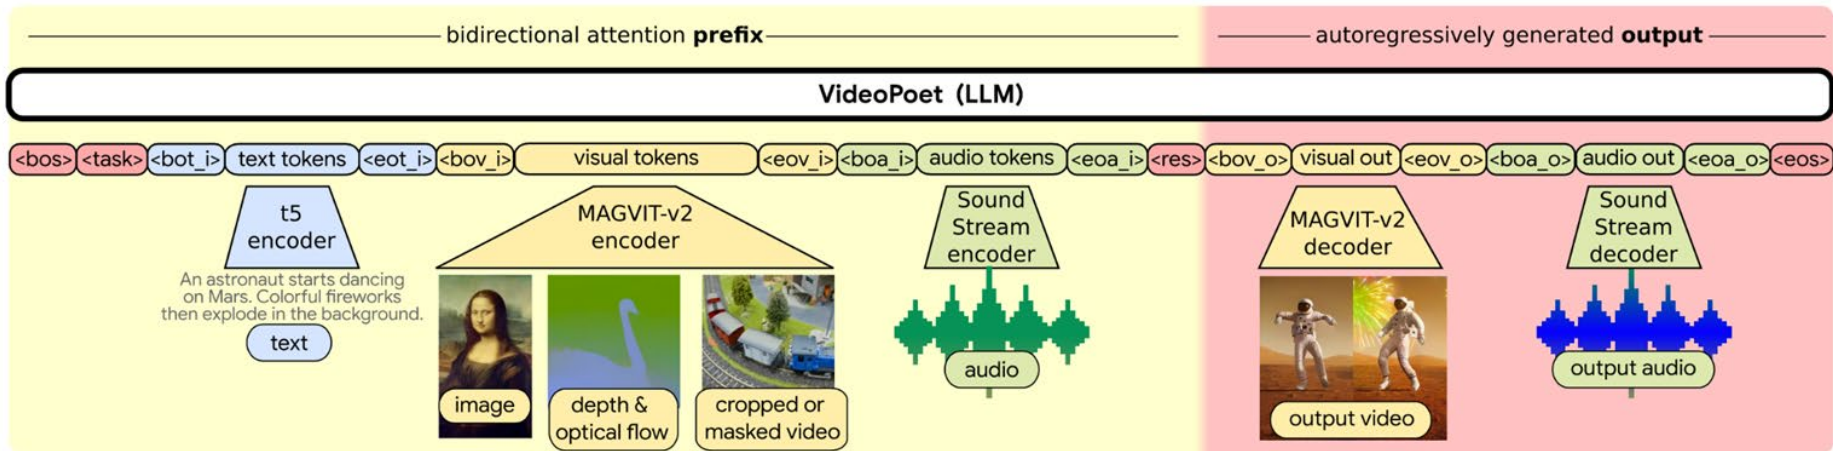 bidirectional attention prefix
autoregressively generated output
VideoPoet (LLM)
<bos> <task> <bot_i> text tokens <eot_i> <bov_i> visual tokens <eov_i> <boa_i> audio tokens <eoa_i> <res> <bov_o> visual out <eov_o> <boa_o> audio out <eoa_o> <eos>
t5
encoder
An astronaut starts dancing
on Mars. Colorful fireworks
then explode in the background.
text
MAGVIT-v2
encoder
image
depth &
optical flow
cropped or
masked video
Sound
Stream
encoder
audio
MAGVIT-v2
decoder
output video
Sound
Stream
decoder
output audio